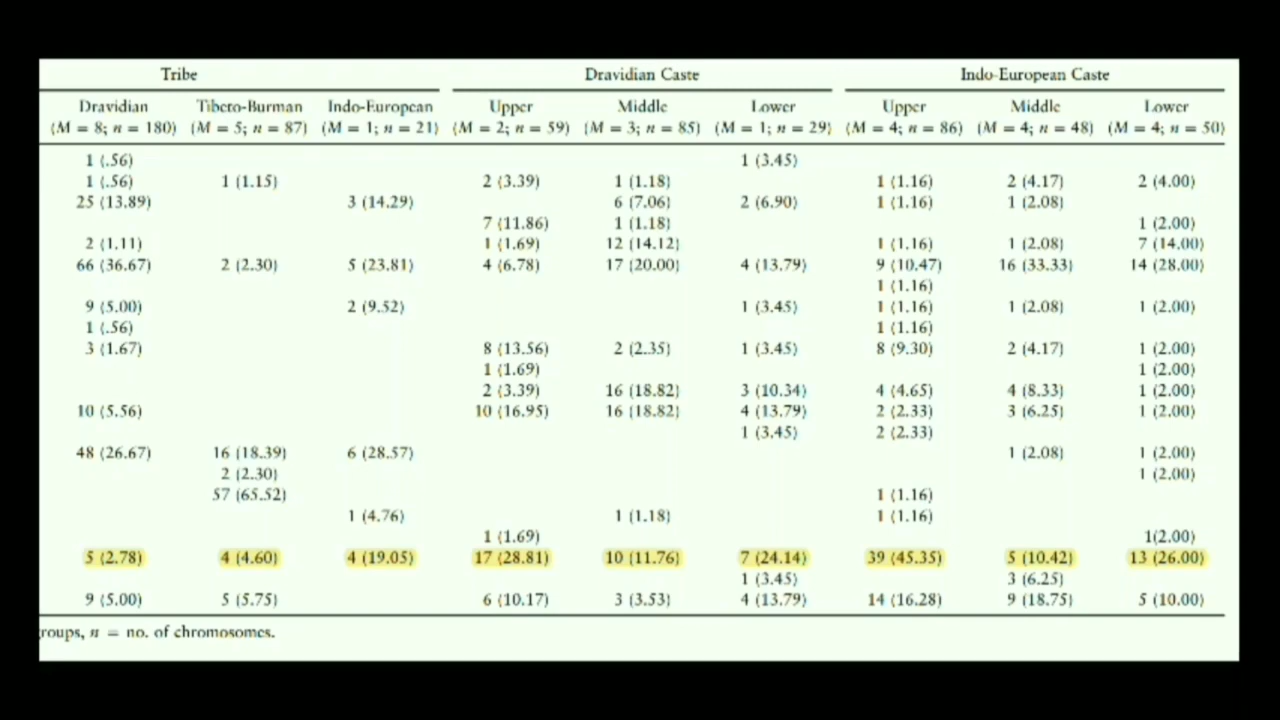 Tribe Dravidian Caste Indo-European Caste
Dravidian Tibeto-Burman Indo-European Upper Middle Lower Upper Middle Lower
(M = 8; n = 180) (M = 5; n = 87) (M = 1; n = 21) (M = 2; n = 59) (M = 3; n = 85) (M = 1; n = 29) (M = 4; n = 86) (M = 4; n = 48) (M = 4; n = 50)
1 (.56) 1 (3.45)
1 (.56) 1 (1.15) 2 (3.39) 1 (1.18) 1 (1.16) 2 (4.17) 2 (4.00)
25 (13.89) 3 (14.29) 6 (7.06) 2 (6.90) 1 (1.16) 1 (2.08)
7 (11.86) 1 (1.18) 1 (2.00)
2 (1.11) 1 (1.69) 12 (14.12) 1 (1.16) 1 (2.08) 7 (14.00)
66 (36.67) 2 (2.30) 5 (23.81) 4 (6.78) 17 (20.00) 4 (13.79) 9 (10.47) 16 (33.33) 14 (28.00)
1 (1.16)
9 (5.00) 2 (9.52) 1 (3.45) 1 (1.16) 1 (2.08) 1 (2.00)
1 (.56) 1 (1.16)
3 (1.67) 8 (13.56) 2 (2.35) 1 (3.45) 8 (9.30) 2 (4.17) 1 (2.00)
1 (1.69) 1 (2.00)
2 (3.39) 16 (18.82) 3 (10.34) 4 (4.65) 4 (8.33) 1 (2.00)
10 (5.56) 10 (16.95) 16 (18.82) 4 (13.79) 2 (2.33) 3 (6.25) 1 (2.00)
1 (3.45) 2 (2.33)
48 (26.67) 16 (18.39) 6 (28.57) 1 (2.08) 1 (2.00)
2 (2.30) 1 (2.00)
57 (65.52) 1 (1.16)
1 (4.76) 1 (1.18) 1 (1.16)
1 (1.69) 1(2.00)
5 (2.78) 4 (4.60) 4 (19.05) 17 (28.81) 10 (11.76) 7 (24.14) 39 (45.35) 5 (10.42) 13 (26.00)
1 (3.45) 3 (6.25)
9 (5.00) 5 (5.75) 6 (10.17) 3 (3.53) 4 (13.79) 14 (16.28) 9 (18.75) 5 (10.00)
roups, n = no. of chromosomes.